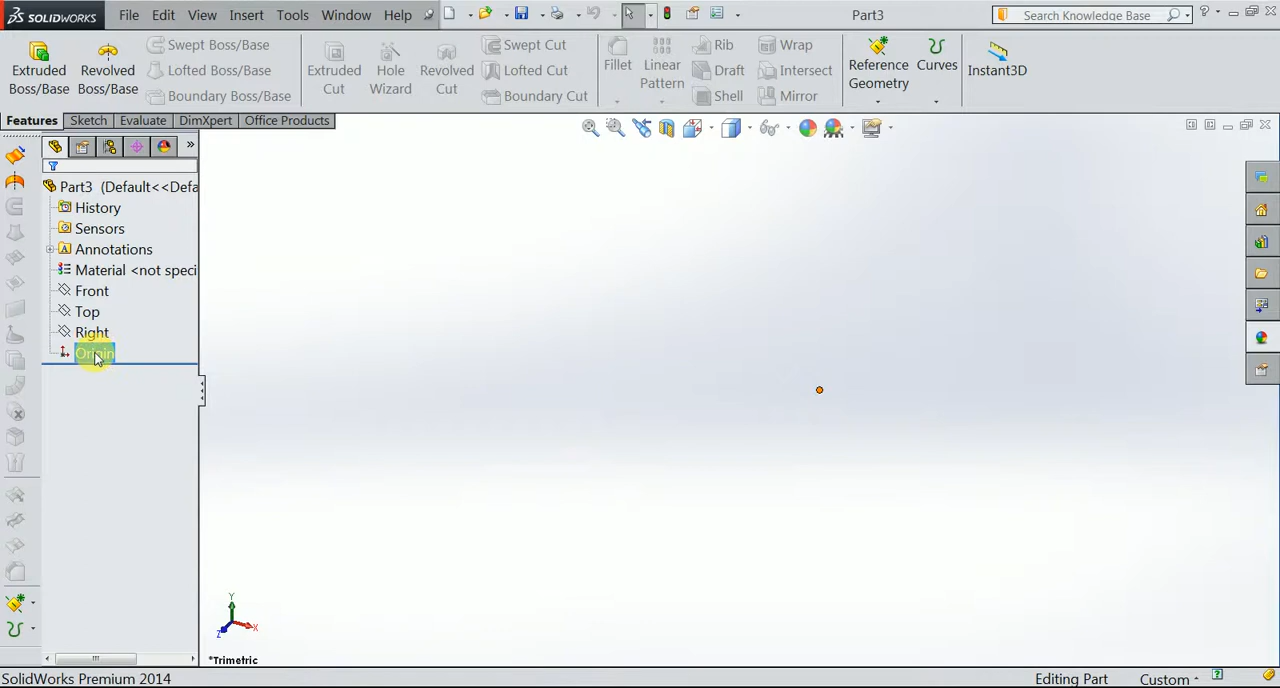 SOLIDWORKS File Edit View Insert Tools Window Help Part3 Search Knowledge Base ?
Extruded Boss/Base
Revolved Boss/Base
Swept Boss/Base
Lofted Boss/Base
Boundary Boss/Base
Extruded Cut
Hole Wizard
Revolved Cut
Swept Cut
Lofted Cut
Boundary Cut
Fillet
Linear Pattern
Rib
Draft
Shell
Wrap
Intersect
Mirror
Reference Geometry
Curves
Instant3D
Features Sketch Evaluate DimXpert Office Products
»
Part3 (Default<<Defa
History
Sensors
A Annotations
Material <not speci
Front
Top
Right
Origin
Y
X
Z
*Trimetric
SolidWorks Premium 2014 Editing Part Custom ?